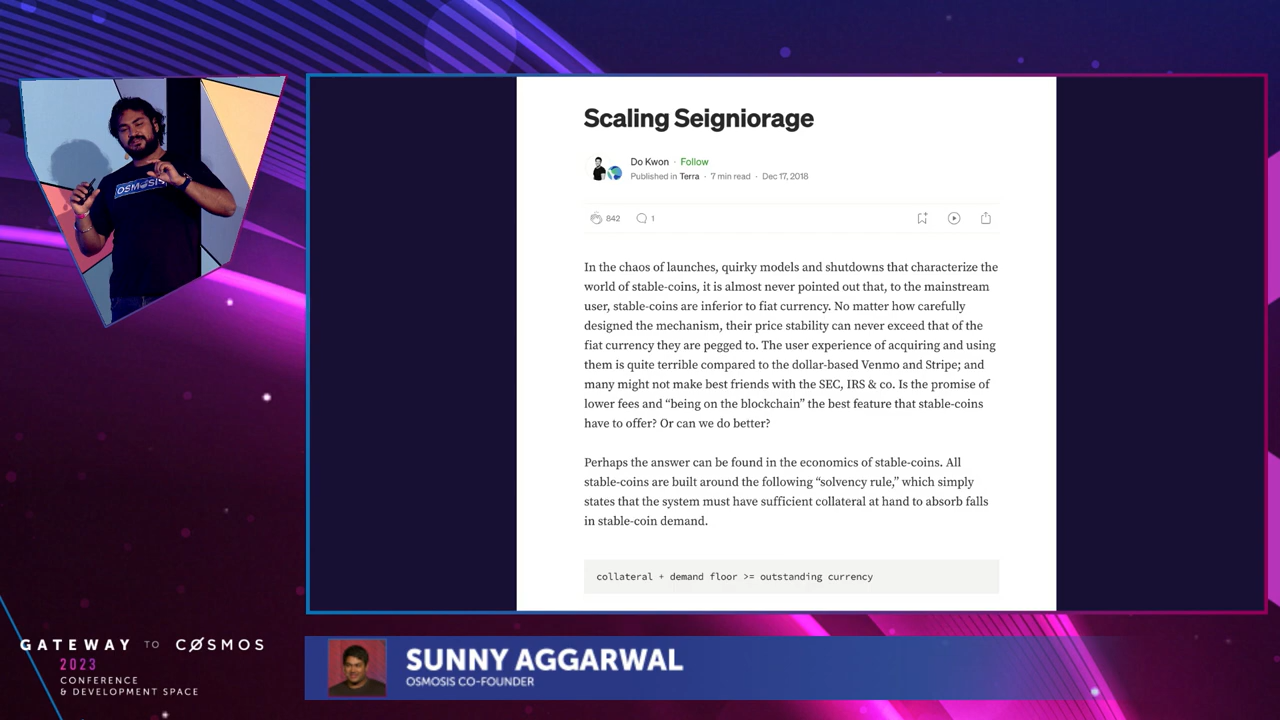 Scaling Seigniorage
Do Kwon · Follow
Published in Terra · 7 min read · Dec 17, 2018
842 1
In the chaos of launches, quirky models and shutdowns that characterize the
world of stable-coins, it is almost never pointed out that, to the mainstream
user, stable-coins are inferior to fiat currency. No matter how carefully
designed the mechanism, their price stability can never exceed that of the
fiat currency they are pegged to. The user experience of acquiring and using
them is quite terrible compared to the dollar-based Venmo and Stripe; and
many might not make best friends with the SEC, IRS & co. Is the promise of
lower fees and “being on the blockchain” the best feature that stable-coins
have to offer? Or can we do better?
Perhaps the answer can be found in the economics of stable-coins. All
stable-coins are built around the following “solvency rule,” which simply
states that the system must have sufficient collateral at hand to absorb falls
in stable-coin demand.
collateral + demand floor >= outstanding currency
OSMOSIS
GATEWAY TO CØSMOS
2023
CONFERENCE
& DEVELOPMENT SPACE
SUNNY AGGARWAL
OSMOSIS CO-FOUNDER